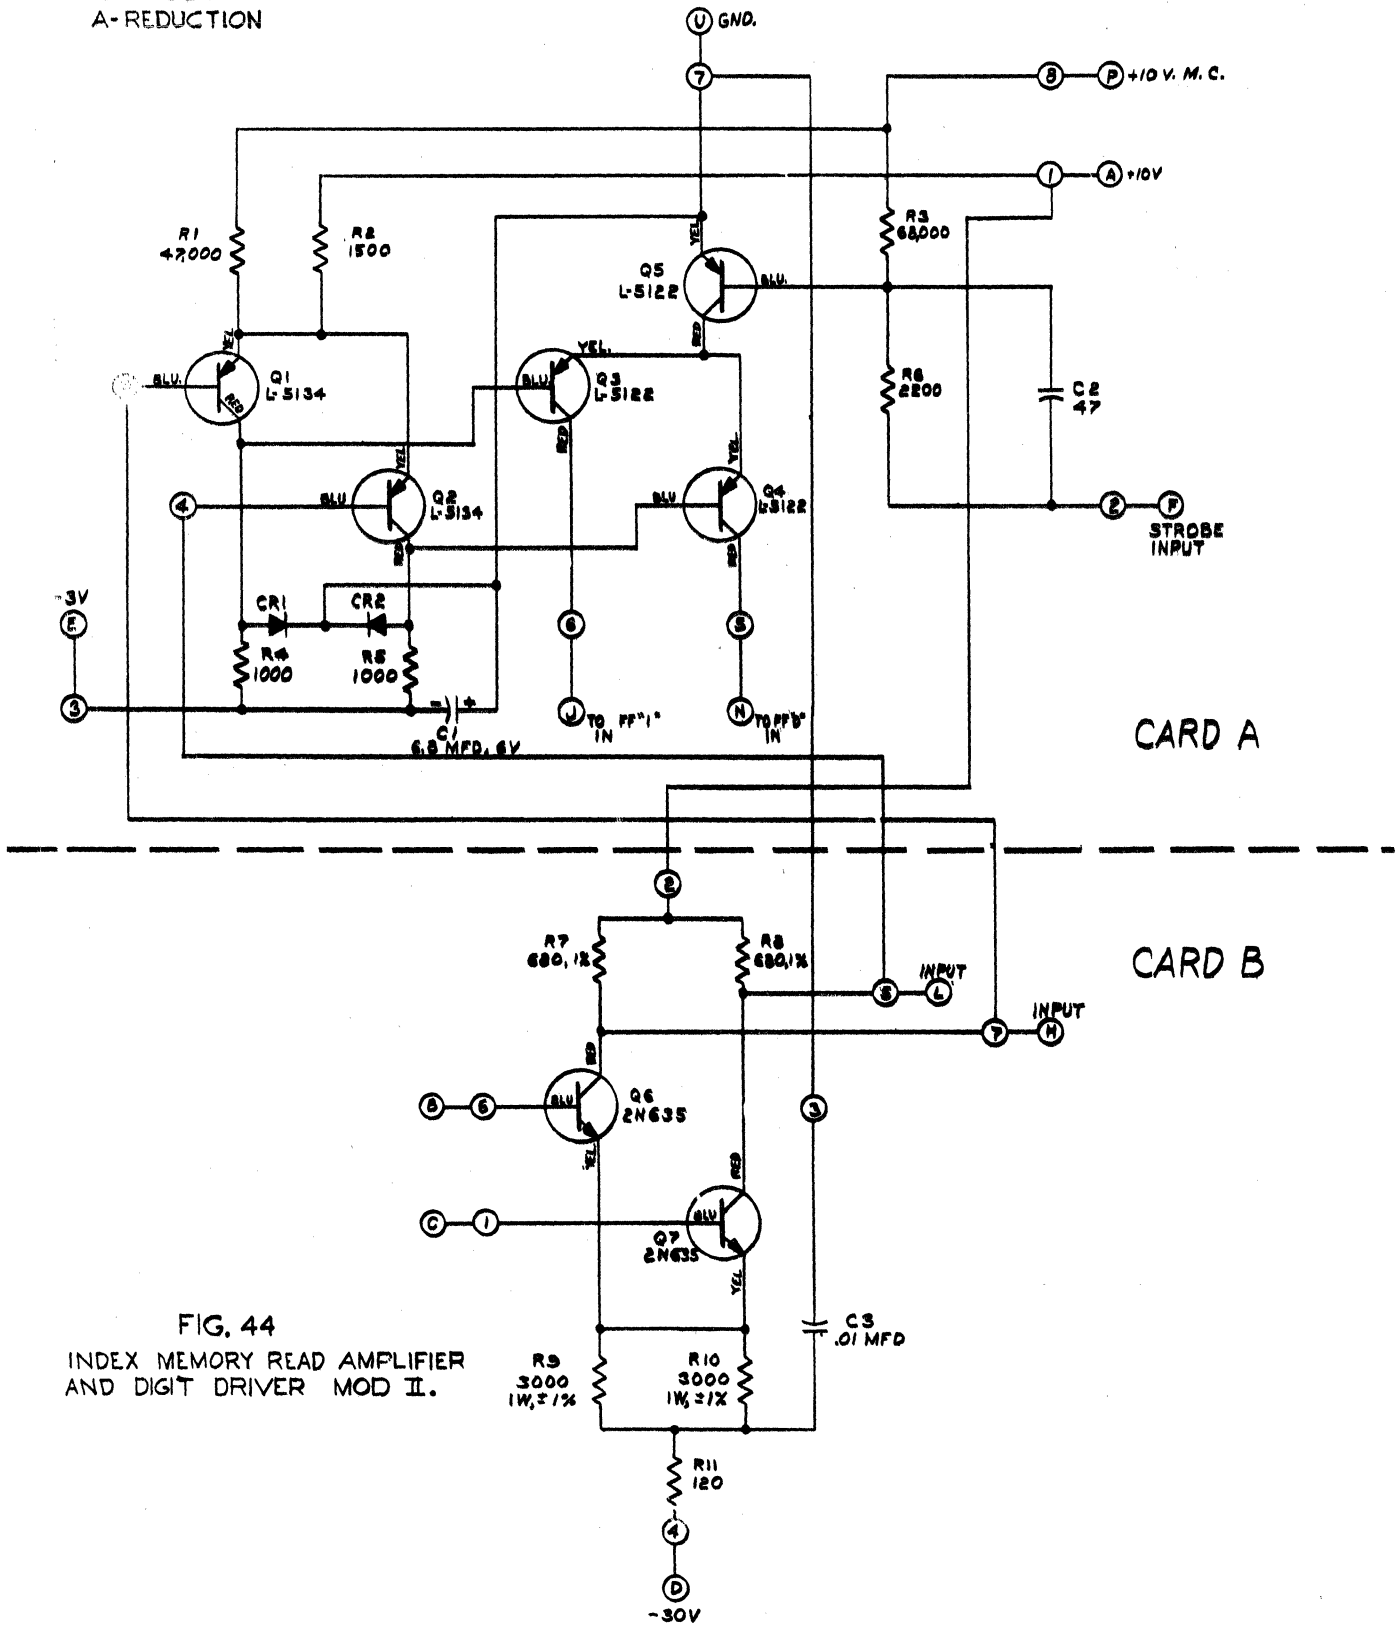 A-REDUCTION
U GND.
7
8 P +10 V. M. C.
1 A +10V
R1
47,000
R2
1500
R3
68,000
YEL
Q5
L-5122
BLU.
RED
YEL
BLU.
Q1
L-5134
RED
YEL.
BLU.
Q3
L-5122
RED
R6
2200
C2
47
4
BLU
YEL
Q2
L-5134
RED
YEL
BLU
Q4
L-5122
RED
2 F
STROBE
INPUT
-3V
E
CR1
CR2
6
5
R4
1000
R5
1000
3
- +
C1
6.8 MFD, 6V
J TO FF "1"
IN
N TO FF "0"
IN
CARD A
2
R7
680, 1%
R8
680, 1%
CARD B
INPUT
5 L
INPUT
7 H
RED
B 6 BLU
Q6
2N635
YEL
3
RED
C 1 BLU
Q7
2N635
YEL
C3
.01 MFD
FIG. 44
INDEX MEMORY READ AMPLIFIER
AND DIGIT DRIVER MOD II.
R9
3000
1W, ±1%
R10
3000
1W, ±1%
R11
120
4
D
-30V